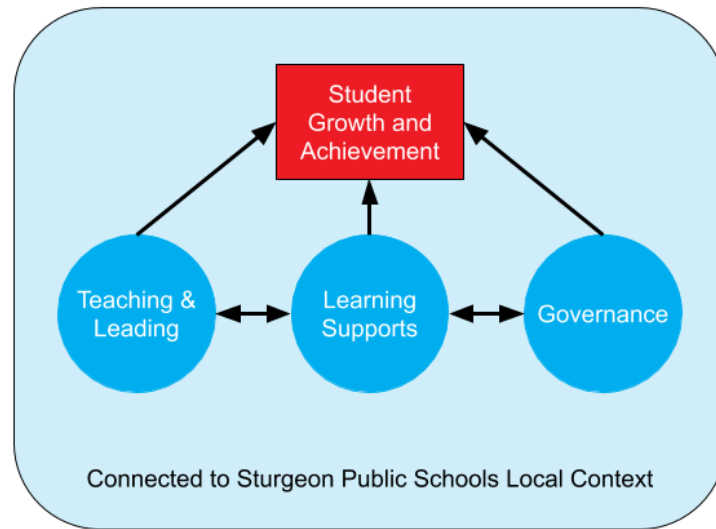 Student
Growth and
Achievement
Teaching &
Leading
Learning
Supports
Governance
Connected to Sturgeon Public Schools Local Context